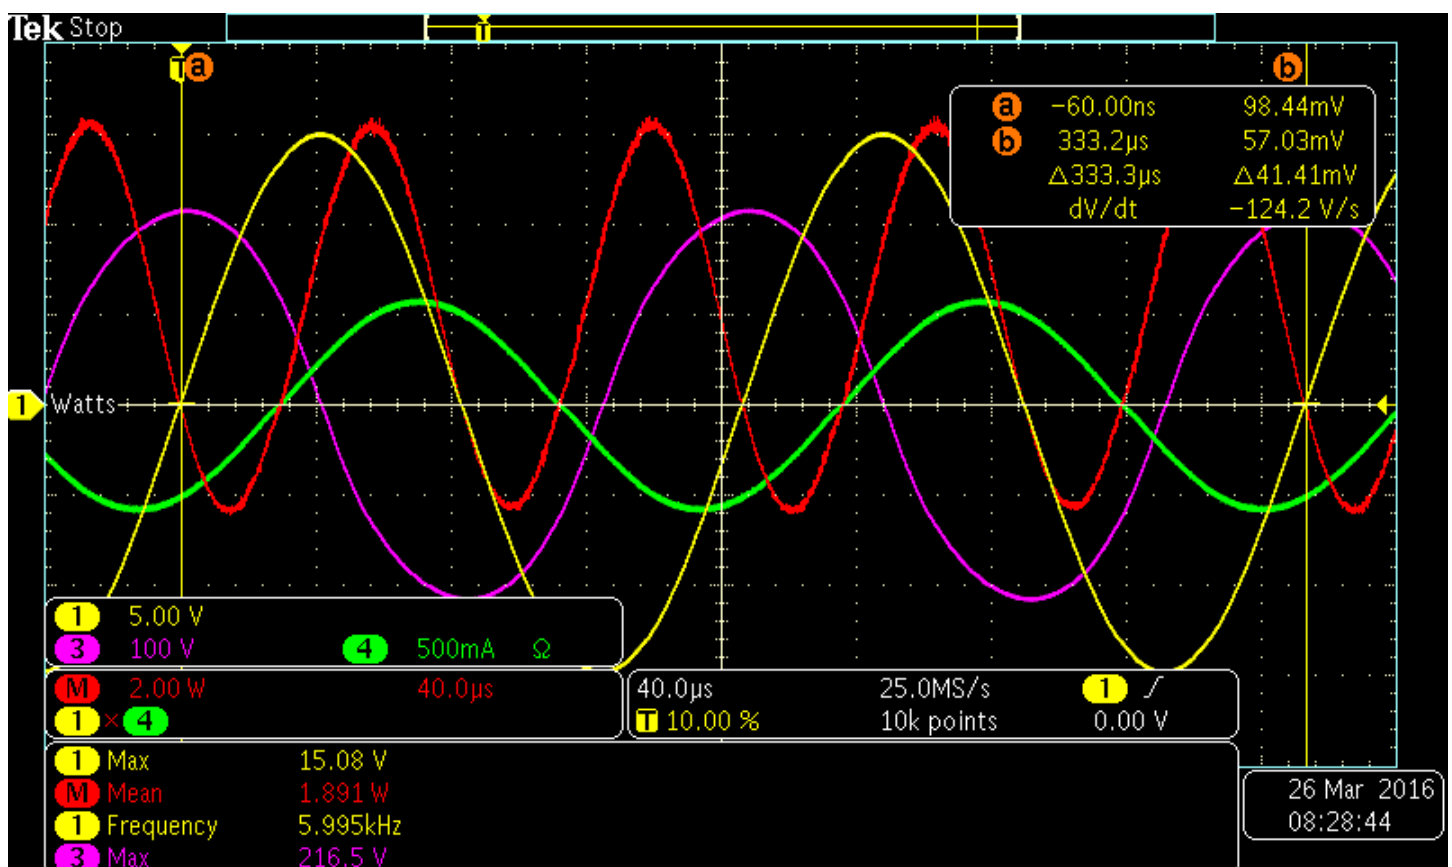 Tek Stop
T
T a b
a −60.00ns 98.44mV
b 333.2µs 57.03mV
△333.3µs △41.41mV
dV/dt −124.2 V/s
1 Watts
1 5.00 V
3 100 V 4 500mA Ω
M 2.00 W 40.0µs
1 × 4
40.0µs 25.0MS/s 1
T 10.00 % 10k points 0.00 V
1 Max 15.08 V
M Mean 1.891 W
1 Frequency 5.995kHz
3 Max 216.5 V
26 Mar 2016
08:28:44